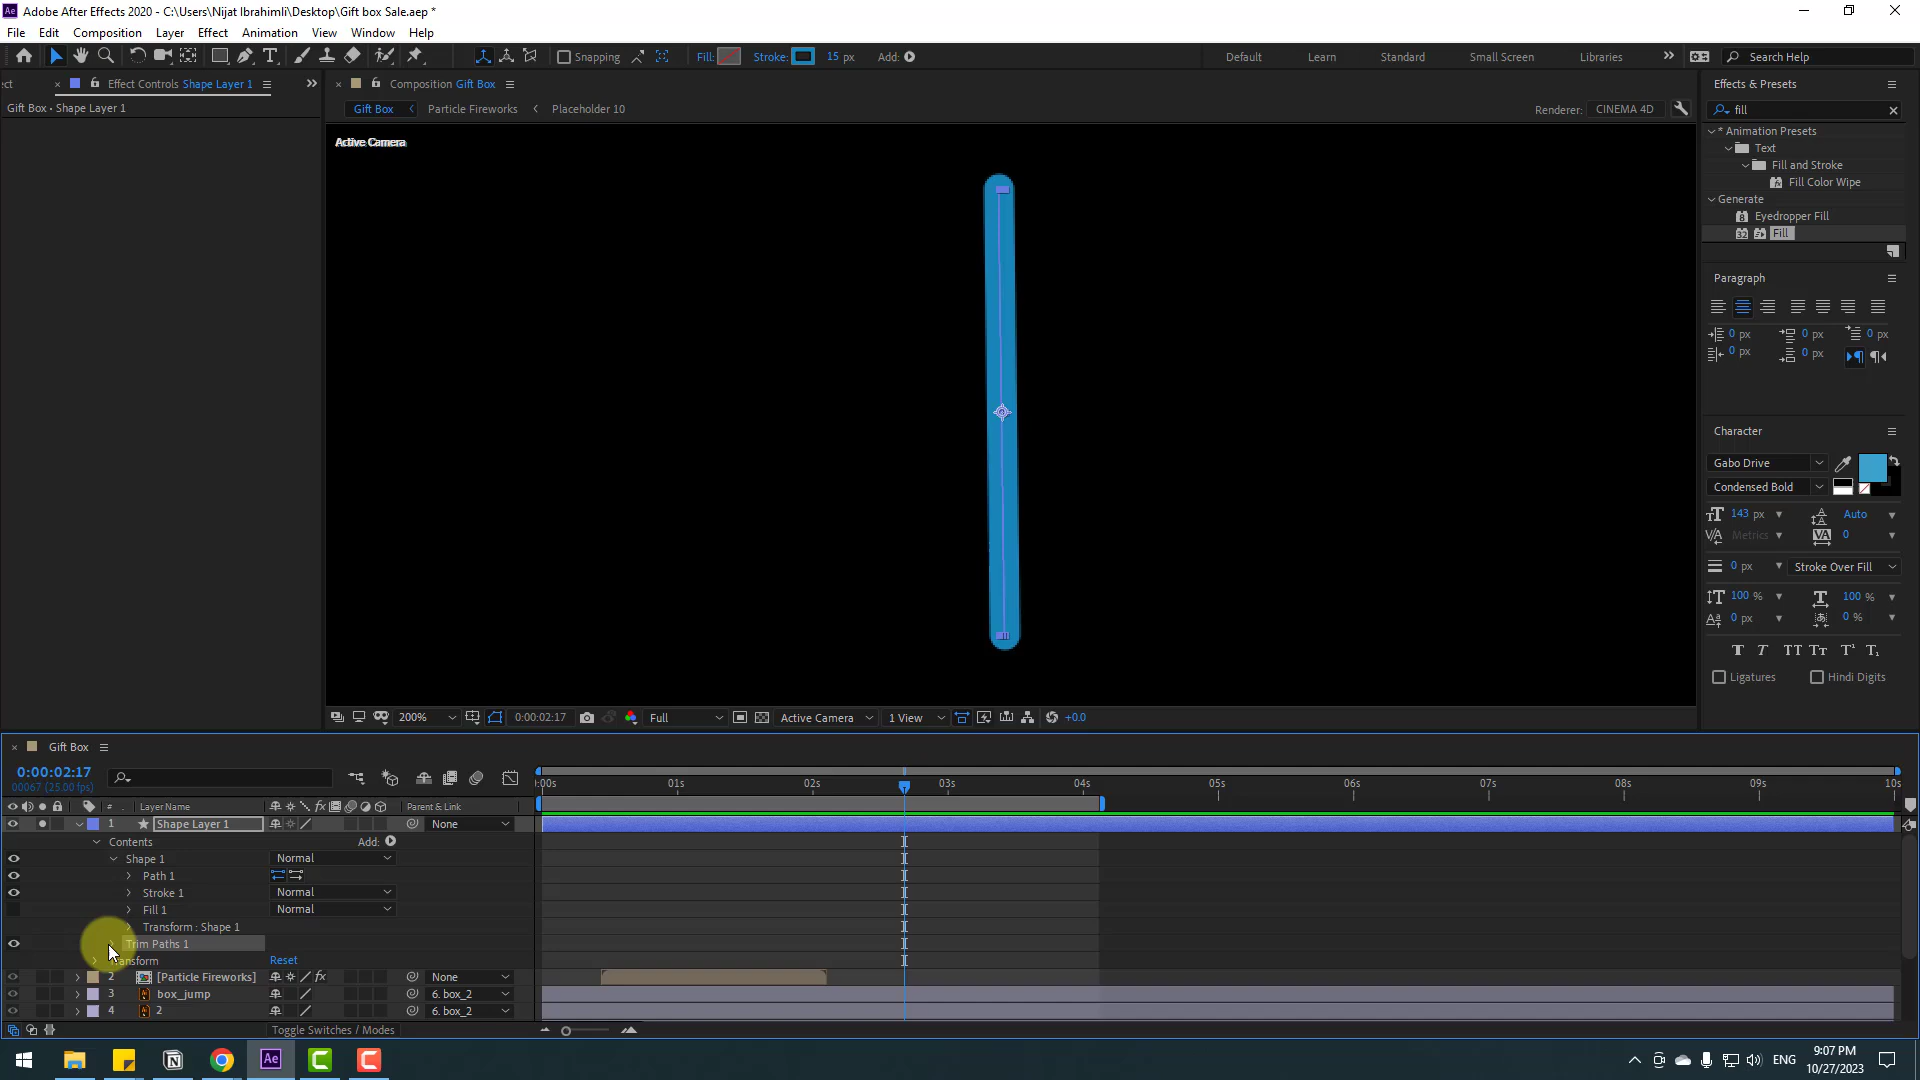 Adobe After Effects 2020 - C:\Users\Nijat Ibrahimli\Desktop\Gift box Sale.aep *
File Edit Composition Layer Effect Animation View Window Help
Snapping Fill: Stroke: 15 px Add: Default Learn Standard Small Screen Libraries Search Help
Effect Controls Shape Layer 1
Gift Box • Shape Layer 1
Composition Gift Box
Gift Box Particle Fireworks Placeholder 10 Renderer: CINEMA 4D
Active Camera
Effects & Presets
fill
* Animation Presets
Text
Fill and Stroke
Fill Color Wipe
Generate
Eyedropper Fill
Fill
Paragraph
0 px 0 px 0 px
0 px 0 px
Character
Gabo Drive
Condensed Bold
143 px Auto
Metrics 0
0 px Stroke Over Fill
100 % 100 %
0 px 0 %
Ligatures Hindi Digits
200% 0:00:02:17 Full Active Camera 1 View +0.0
Gift Box
0:00:02:17
00067 (25.00 fps)
:00s 01s 02s 03s 04s 05s 06s 07s 08s 09s 10s
# Layer Name Parent & Link
1 Shape Layer 1 None
Contents Add:
Shape 1 Normal
Path 1
Stroke 1 Normal
Fill 1 Normal
Transform : Shape 1
Trim Paths 1
Reset
2 [Particle Fireworks] None
3 box_jump 6. box_2
4 2 6. box_2
Toggle Switches / Modes
ENG
9:07 PM
10/27/2023